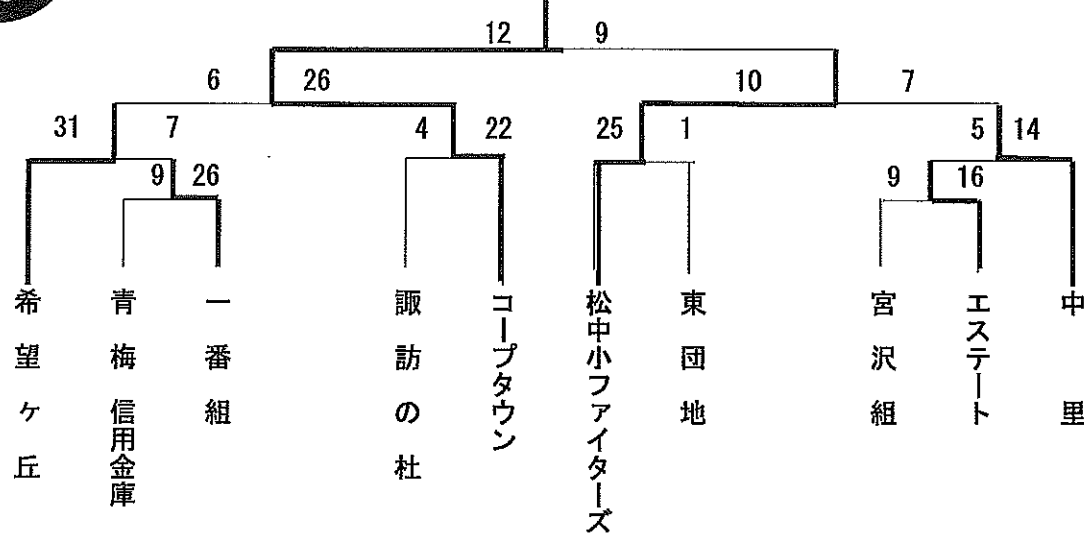 12 9
6 26 10 7
31 7 4 22 25 1 5 14
9 26 9 16
希望ケ丘
青梅信用金庫
一番組
諏訪の杜
コープタウン
松中小ファイターズ
東団地
宮沢組
エステート
中里